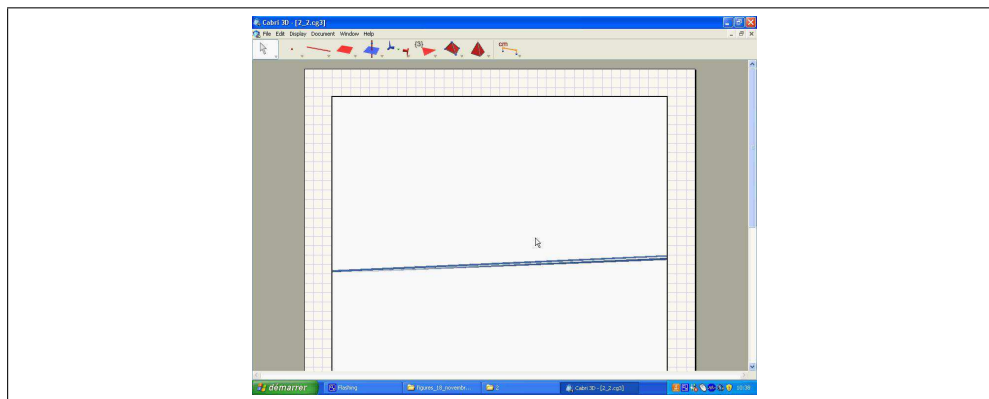 Cabri 3D - [2_2.cg3]
File Edit Display Document Window Help
{3}
cm
démarrer
Flashing
figures_18_novembr...
2
Cabri 3D - [2_2.cg3]
10:38